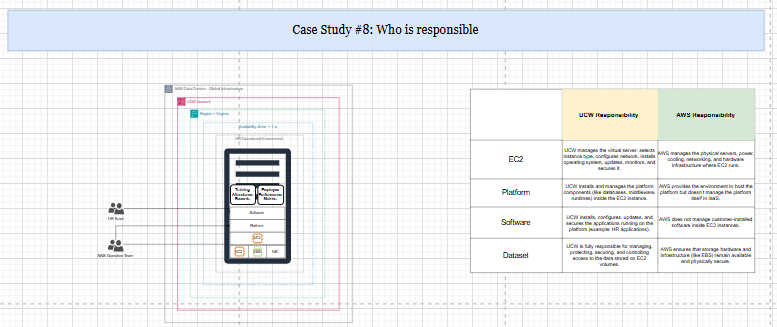 Case Study #8: Who is responsible
AWS Data Centers - Global Infrastructure
UCW Account
Region - Virginia
Availability Zone - 1 a
HR Operational Environment
Training
Attendance
Records
Employee
Performance
Metrics
Software
Platform
EC2
EBS
NIC
HR Team
AWS Operation Team
UCW Responsibility
AWS Responsibility
EC2
UCW manages the virtual server: selects
instance type, configures network, installs
operating system, updates, monitors, and
secures it.
AWS manages the physical servers, power,
cooling, networking, and hardware
infrastructure where EC2 runs.
Platform
UCW installs and manages the platform
components (like databases, middleware,
runtimes) inside the EC2 instance.
AWS provides the environment to host the
platform but doesn't manage the platform
itself in IaaS.
Software
UCW installs, configures, updates, and
secures the applications running on the
platform (example: HR applications).
AWS does not manage customer-installed
software inside EC2 instances.
Dataset
UCW is fully responsible for managing,
protecting, securing, and controlling
access to the data stored on EC2
volumes.
AWS ensures that storage hardware and
infrastructure (like EBS) remain available
and physically secure.